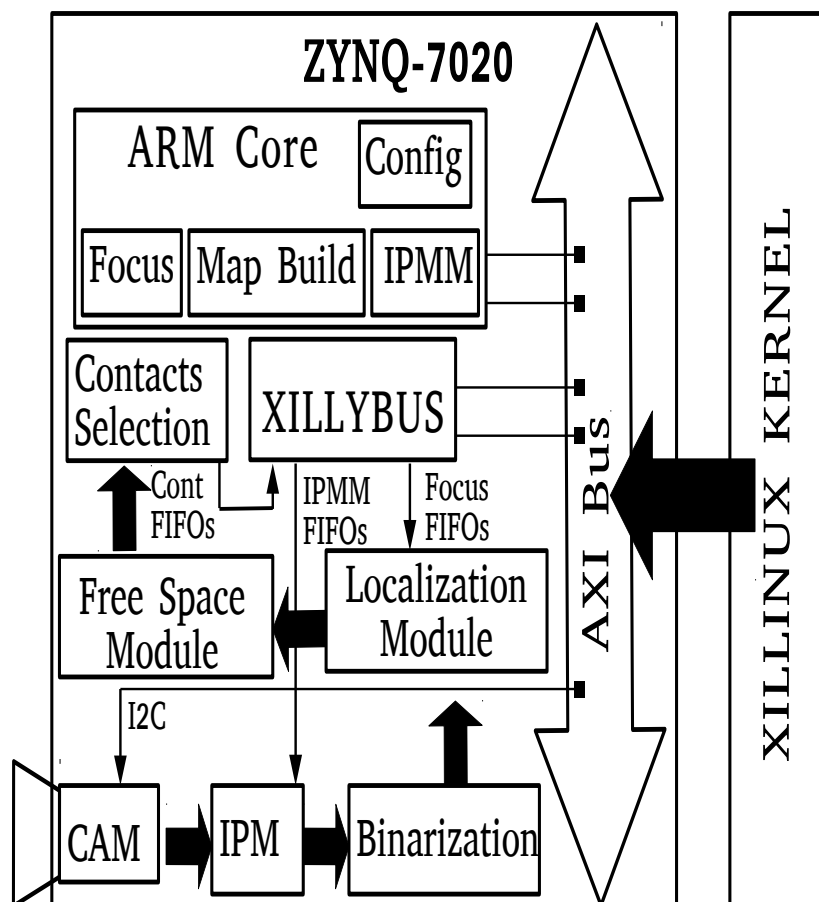 ZYNQ-7020
ARM Core
Config
Focus
Map Build
IPMM
Contacts
Selection
XILLYBUS
Cont
FIFOs
IPMM
FIFOs
Focus
FIFOs
Free Space
Module
Localization
Module
I2C
CAM
IPM
Binarization
AXI Bus
XILLINUX KERNEL